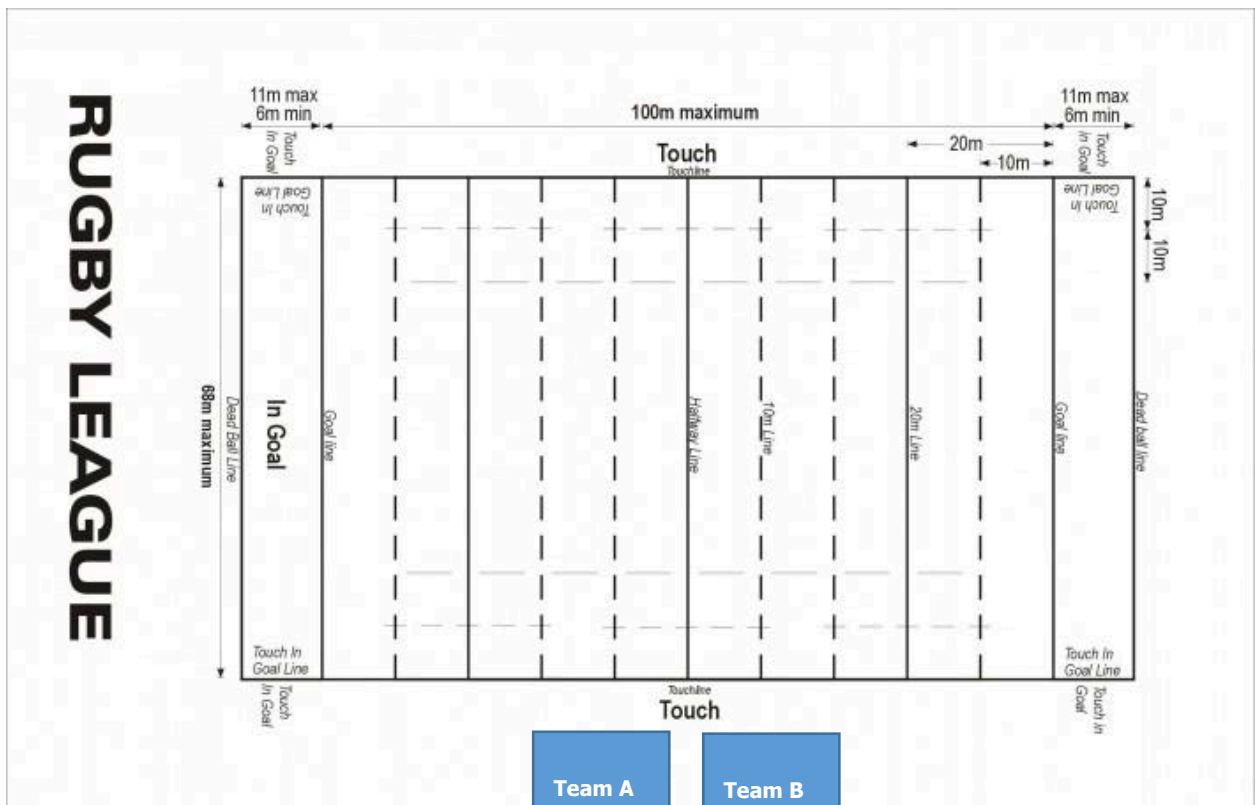 RUGBY LEAGUE
11m max
6m min
100m maximum
11m max
6m min
Touch
In Goal
Touch
Touchline
20m
10m
Touch
in Goal
Touch In
Goal Line
Touch In
Goal Line
10m
10m
68m maximum
Dead Ball Line
In Goal
Goal line
Halfway Line
10m Line
20m Line
Goal line
Dead ball line
Touch In
Goal Line
Touch
In Goal
Touchline
Touch
Touch In
Goal Line
Touch in
Goal
Team A
Team B